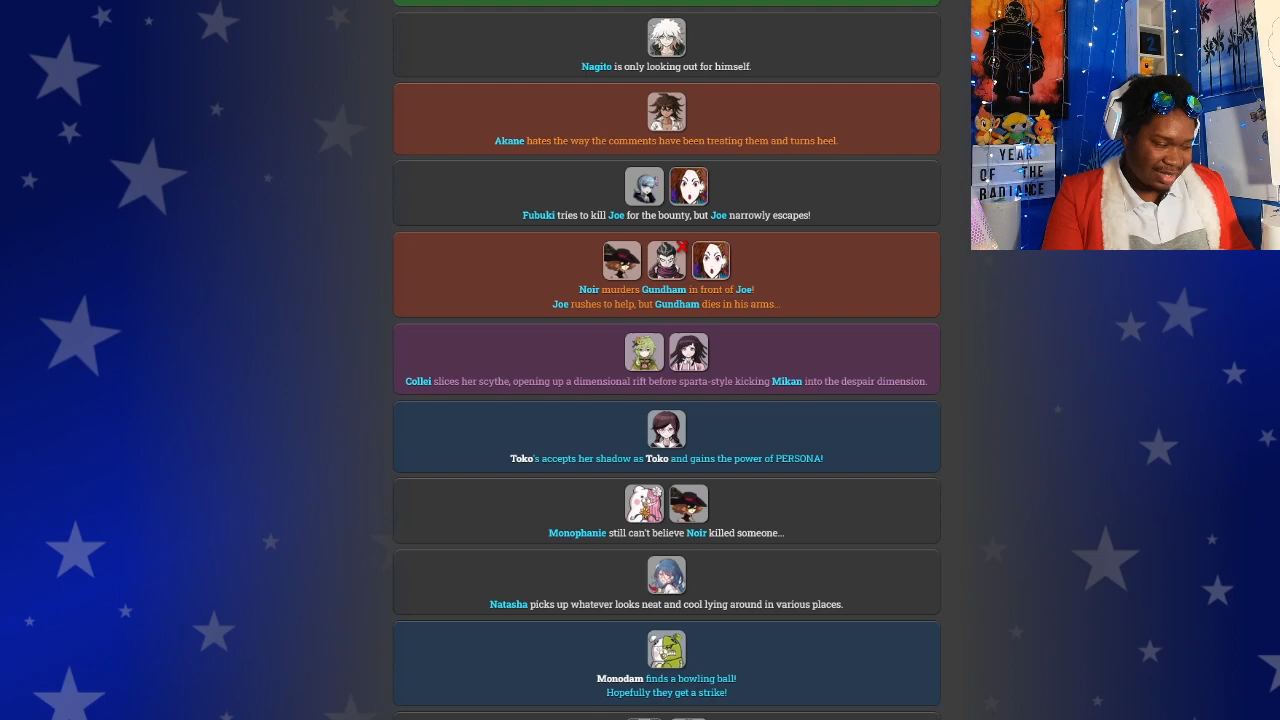 Nagito is only looking out for himself.
Akane hates the way the comments have been treating them and turns heel.
Fubuki tries to kill Joe for the bounty, but Joe narrowly escapes!
Noir murders Gundham in front of Joe!
Joe rushes to help, but Gundham dies in his arms...
Collei slices her scythe, opening up a dimensional rift before sparta-style kicking Mikan into the despair dimension.
Toko's accepts her shadow as Toko and gains the power of PERSONA!
Monophanie still can't believe Noir killed someone...
Natasha picks up whatever looks neat and cool lying around in various places.
Monodam finds a bowling ball!
Hopefully they get a strike!
2
YEAR
OF THE
RADIANCE